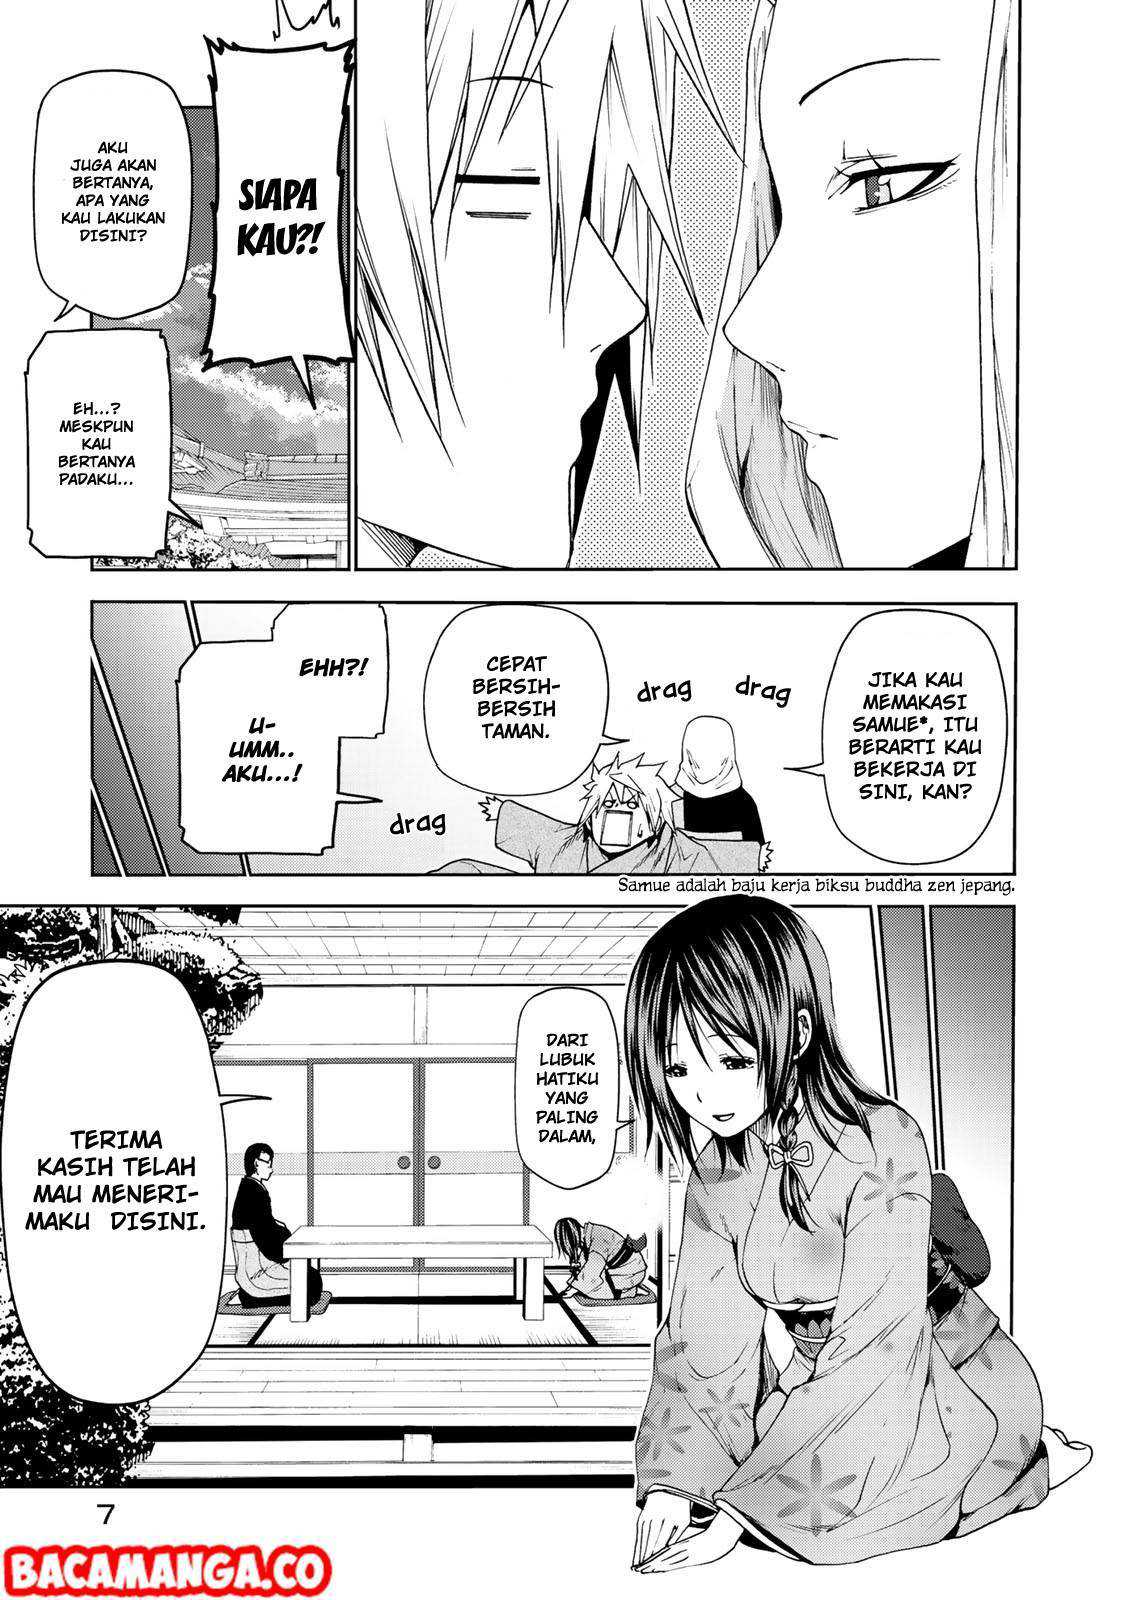 SIAPA
KAU?!
AKU
JUGA AKAN
BERTANYA,
APA YANG
KAU LAKUKAN
DISINI?
EH...?
MESKPUN
KAU
BERTANYA
PADAKU...
JIKA KAU
MEMAKASI
SAMUE*, ITU
BERARTI KAU
BEKERJA DI
SINI, KAN?
drag
drag
CEPAT
BERSIH-
BERSIH
TAMAN.
drag
EHH?!
U-
UMM..
AKU...!
Samue adalah baju kerja biksu buddha zen jepang.
DARI
LUBUK
HATIKU
YANG
PALING
DALAM,
TERIMA
KASIH TELAH
MAU MENERI-
MAKU DISINI.
7
BACAMANGA.CO